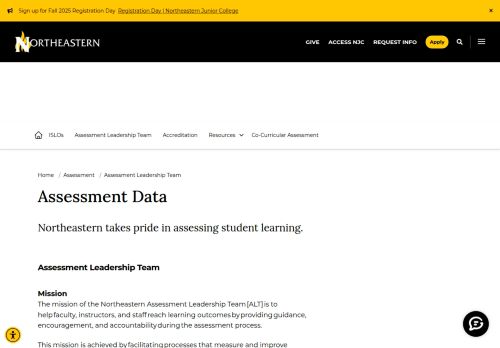 Sign up for Fall 2025 Registration Day Registration Day | Northeastern Junior College ×
NORTHEASTERN GIVE ACCESS NJC REQUEST INFO Apply
ISLOs Assessment Leadership Team Accreditation Resources Co-Curricular Assessment
Home / Assessment / Assessment Leadership Team
Assessment Data
Northeastern takes pride in assessing student learning.
Assessment Leadership Team
Mission
The mission of the Northeastern Assessment Leadership Team [ALT] is to
help faculty, instructors, and staff reach learning outcomes by providing guidance,
encouragement, and accountability during the assessment process.
This mission is achieved by facilitating processes that measure and improve